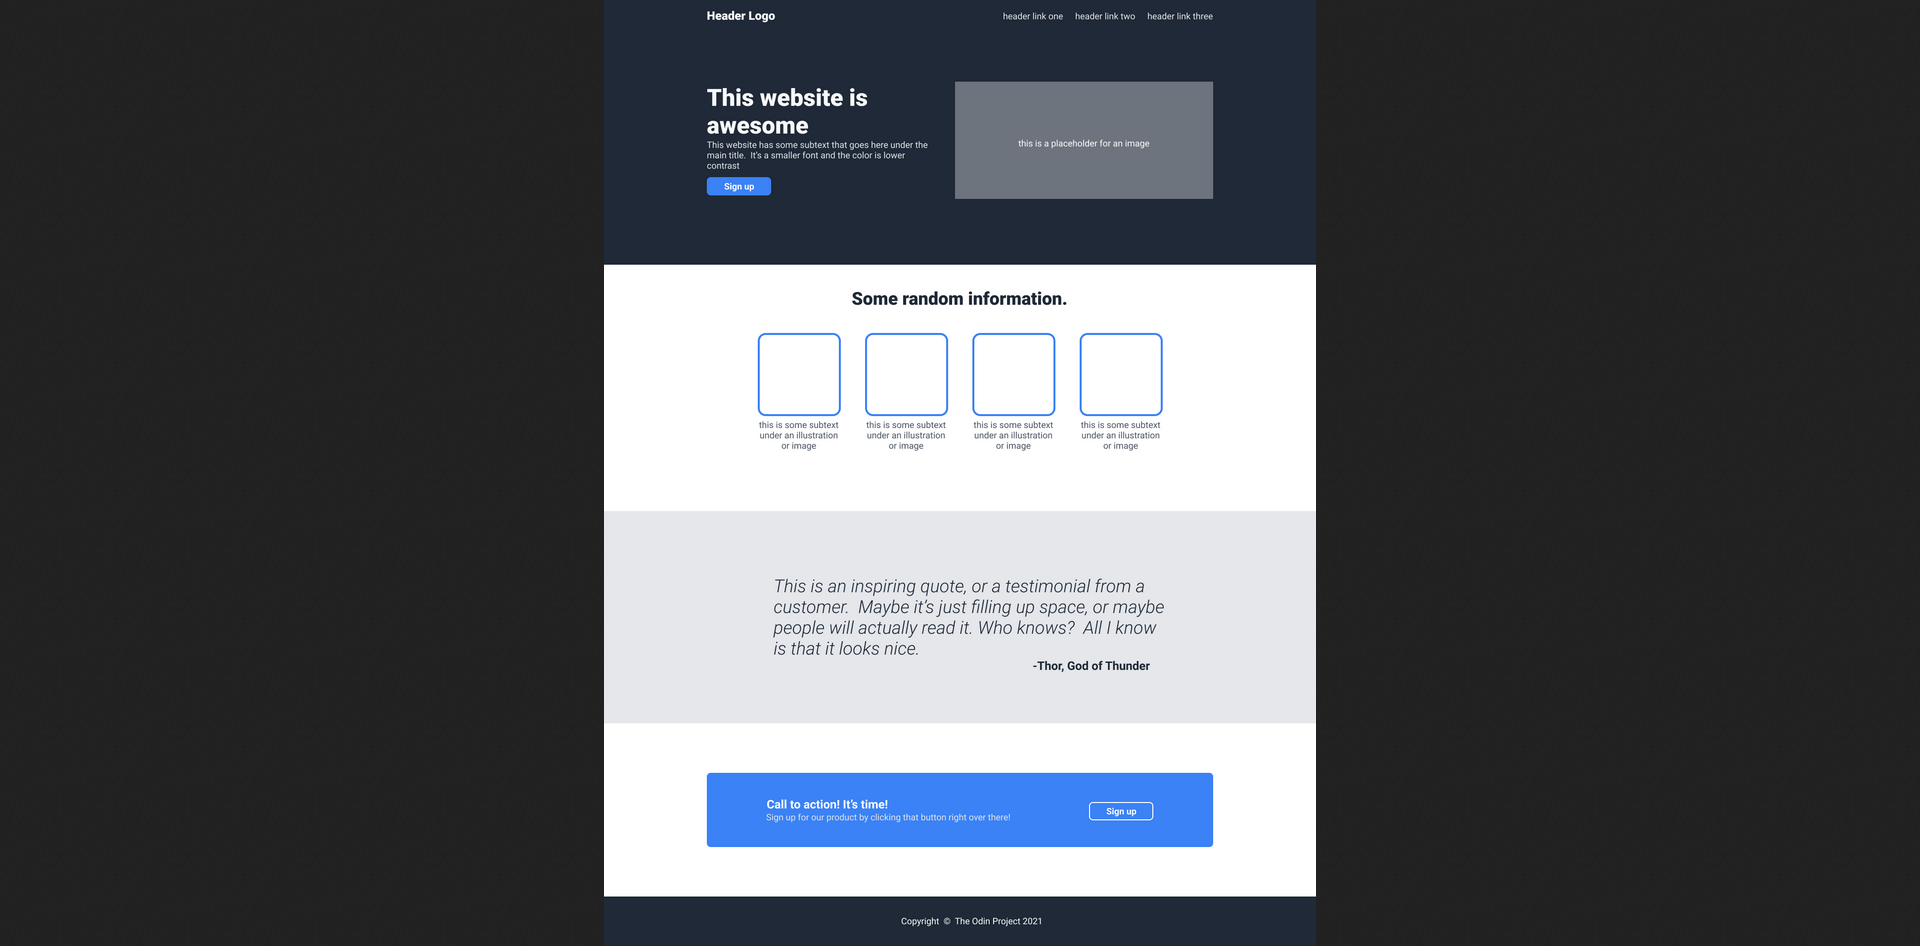 Header Logo
header link one header link two header link three
This website is
awesome
This website has some subtext that goes here under the
main title.  It's a smaller font and the color is lower
contrast
Sign up
this is a placeholder for an image
Some random information.
this is some subtext
under an illustration
or image
this is some subtext
under an illustration
or image
this is some subtext
under an illustration
or image
this is some subtext
under an illustration
or image
This is an inspiring quote, or a testimonial from a
customer.  Maybe it's just filling up space, or maybe
people will actually read it. Who knows?  All I know
is that it looks nice.
-Thor, God of Thunder
Call to action! It's time!
Sign up for our product by clicking that button right over there!
Sign up
Copyright © The Odin Project 2021